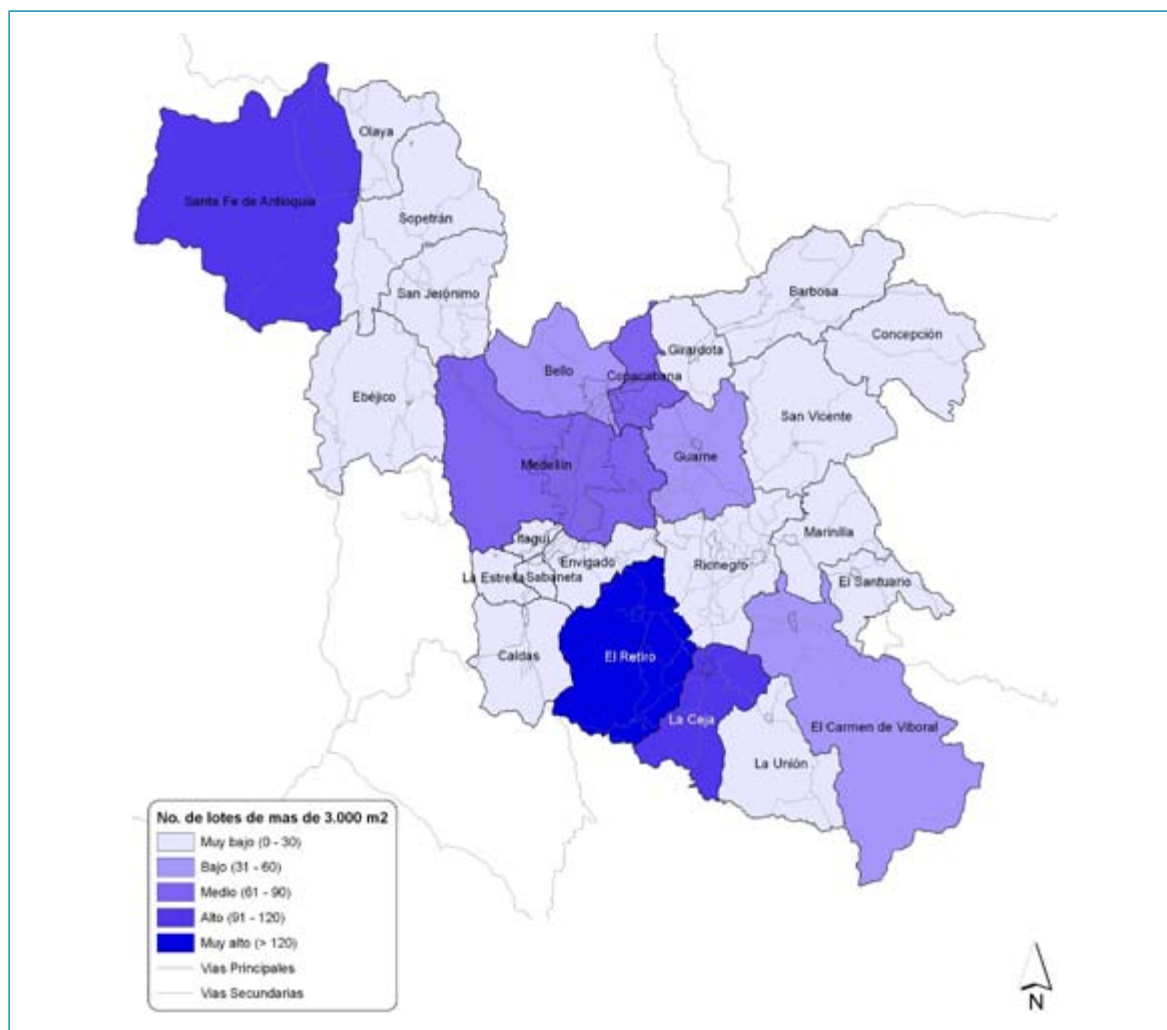 Olaya
Santa Fe de Antioquia
Sopetrán
San Jerónimo
Barbosa
Concepción
Girardota
Bello
Copacabana
Ebéjico
San Vicente
Guarne
Medellín
Marinilla
Itaguí
Envigado
Rionegro
La Estrella
Sabaneta
El Santuario
Caldas
El Retiro
La Ceja
El Carmen de Viboral
La Unión
No. de lotes de mas de 3.000 m2
Muy bajo (0 - 30)
Bajo (31 - 60)
Medio (61 - 90)
Alto (91 - 120)
Muy alto (> 120)
Vias Principales
Vias Secundarias
N